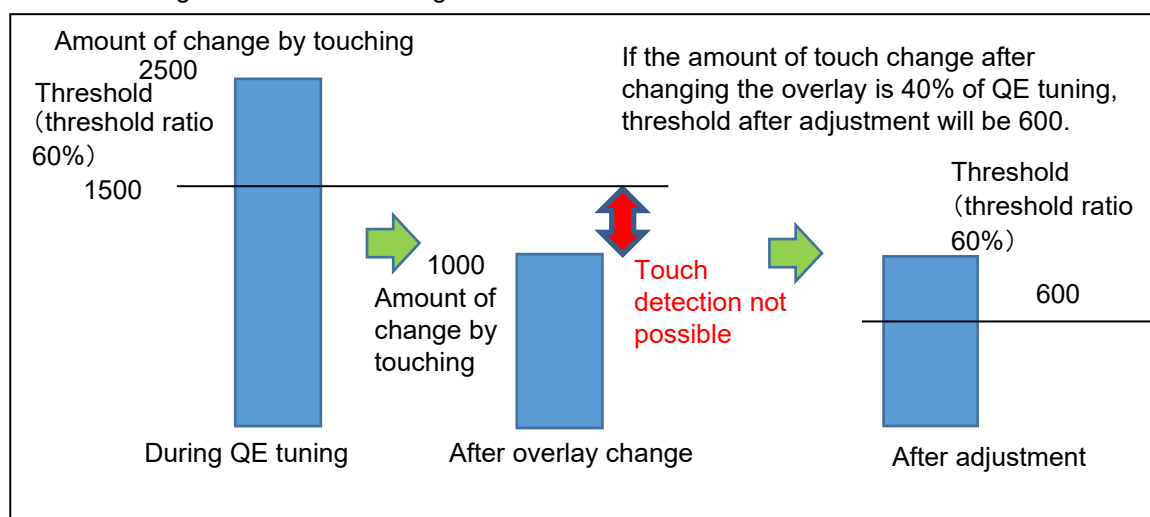 Amount of change by touching
2500
Threshold
（threshold ratio
60%）
1500
If the amount of touch change after
changing the overlay is 40% of QE tuning,
threshold after adjustment will be 600.
1000
Amount of
change by
touching
Touch
detection not
possible
Threshold
（threshold ratio
60%）
600
During QE tuning
After overlay change
After adjustment